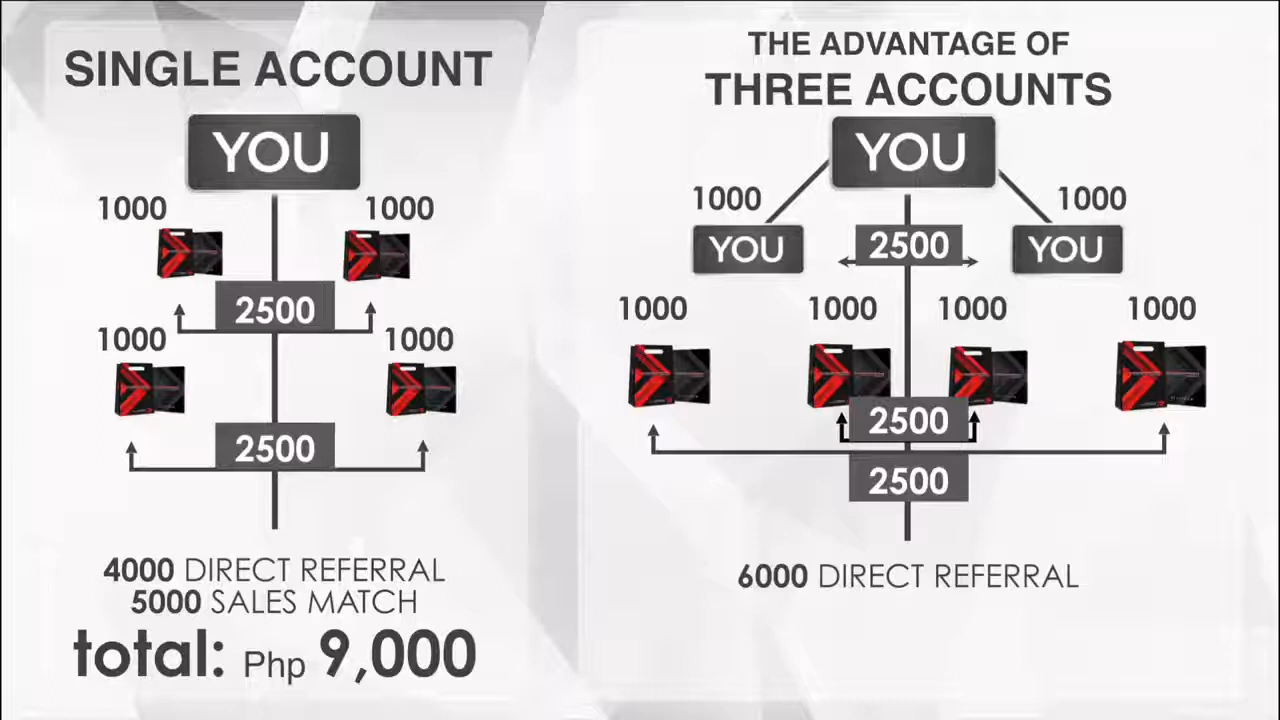 SINGLE ACCOUNT
YOU
1000
1000
2500
1000
1000
2500
4000 DIRECT REFERRAL
5000 SALES MATCH
total: Php 9,000
THE ADVANTAGE OF
THREE ACCOUNTS
YOU
1000
1000
YOU
2500
YOU
1000
1000
1000
1000
2500
2500
6000 DIRECT REFERRAL